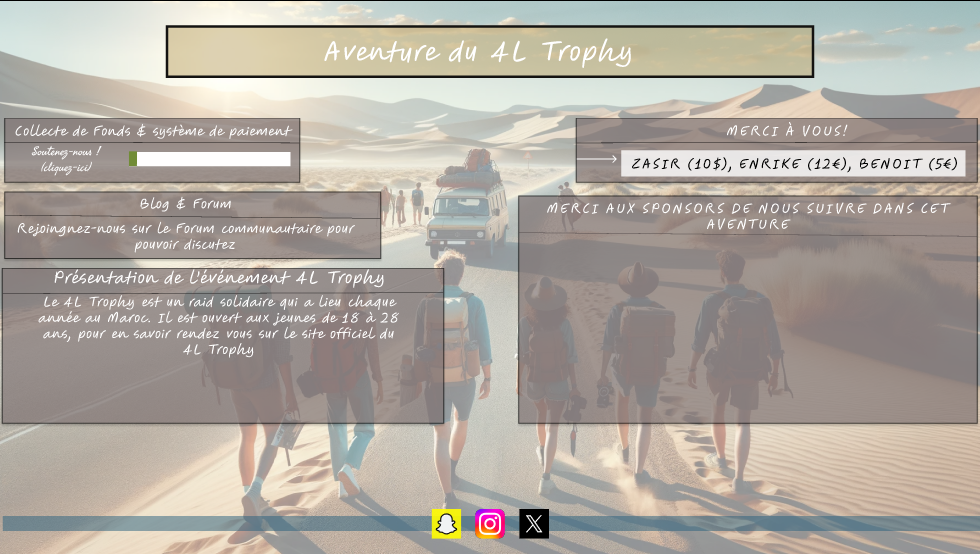 Aventure du 4L Trophy
Collecte de Fonds & système de paiement
Soutenez-nous !
(cliquez-ici)
Blog & Forum
Rejoingnez-nous sur le Forum communautaire pour
pouvoir discutez
Présentation de l'événement 4L Trophy
Le 4L Trophy est un raid solidaire qui a lieu chaque
année au Maroc. Il est ouvert aux jeunes de 18 à 28
ans, pour en savoir rendez vous sur le site officiel du
4L Trophy
MERCI À VOUS!
ZASIR (10$), ENRIKE (12€), BENOIT (5€)
MERCI AUX SPONSORS DE NOUS SUIVRE DANS CET
AVENTURE